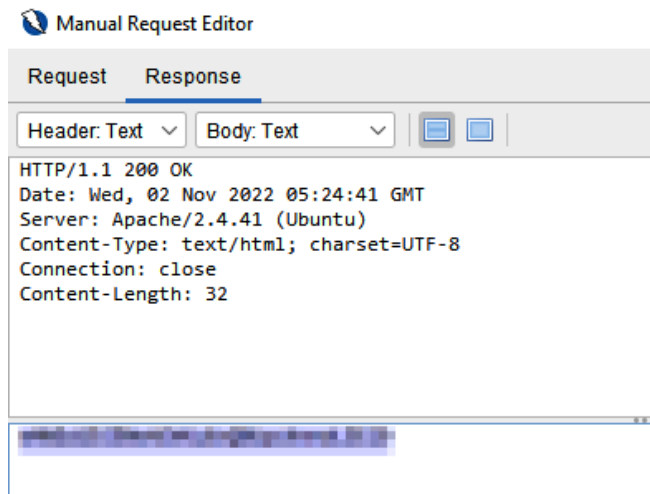 Manual Request Editor
Request Response
Header: Text Body: Text
HTTP/1.1 200 OK
Date: Wed, 02 Nov 2022 05:24:41 GMT
Server: Apache/2.4.41 (Ubuntu)
Content-Type: text/html; charset=UTF-8
Connection: close
Content-Length: 32